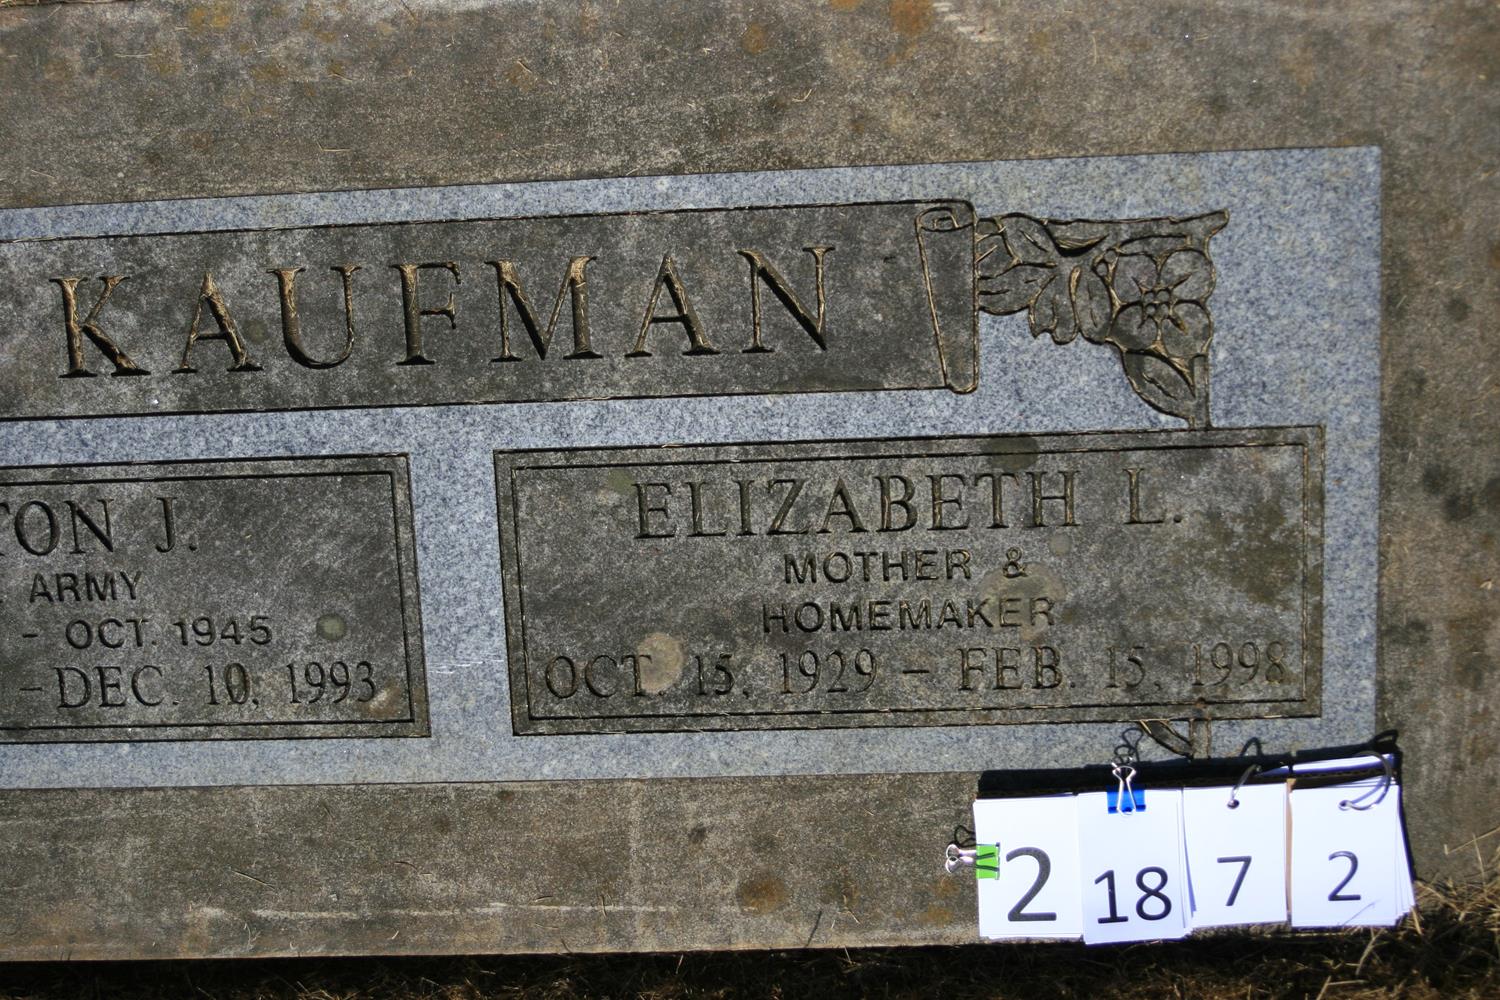 KAUFMAN
TON J.
ARMY
- OCT. 1945
- DEC. 10, 1993
ELIZABETH L.
MOTHER &
HOMEMAKER
OCT. 15, 1929 - FEB. 15, 1998
2 18 7 2